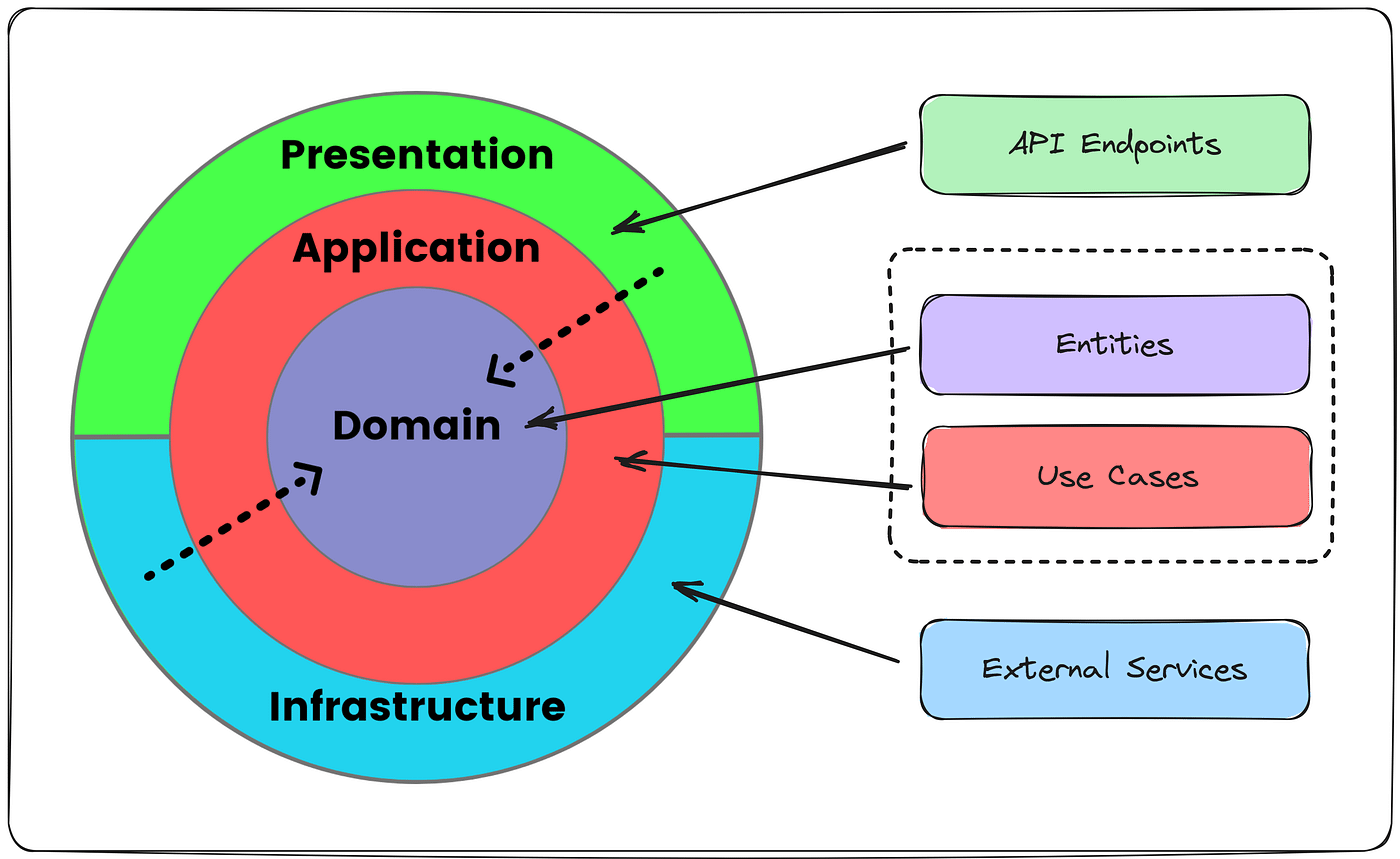 Presentation
Application
Domain
Infrastructure
API Endpoints
Entities
Use Cases
External Services